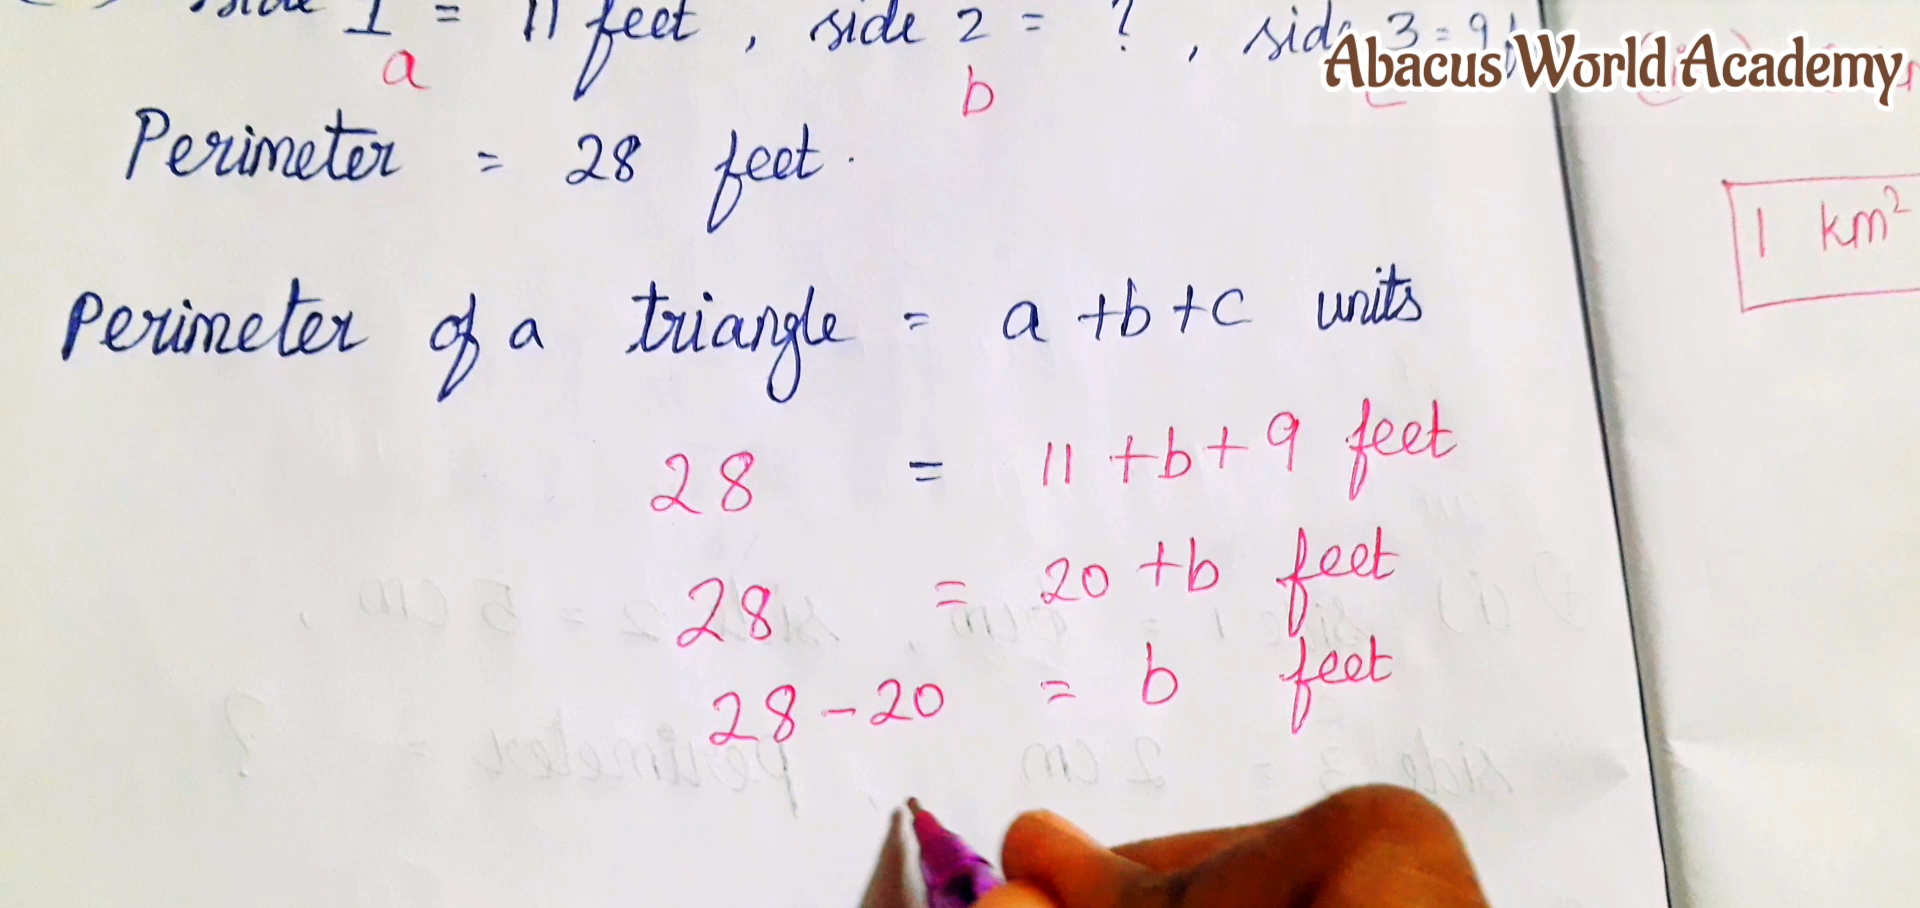 side 1 = 11 feet, side 2 = ?, side 3 = 9
a b c
Abacus World Academy
Perimeter = 28 feet.
1 km²
Perimeter of a triangle = a + b + c units
28 = 11 + b + 9 feet
28 = 20 + b feet
28 - 20 = b feet